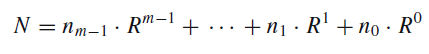 N = n_{m−1} · R^{m−1} + · · · + n_1 · R^1 + n_0 · R^0